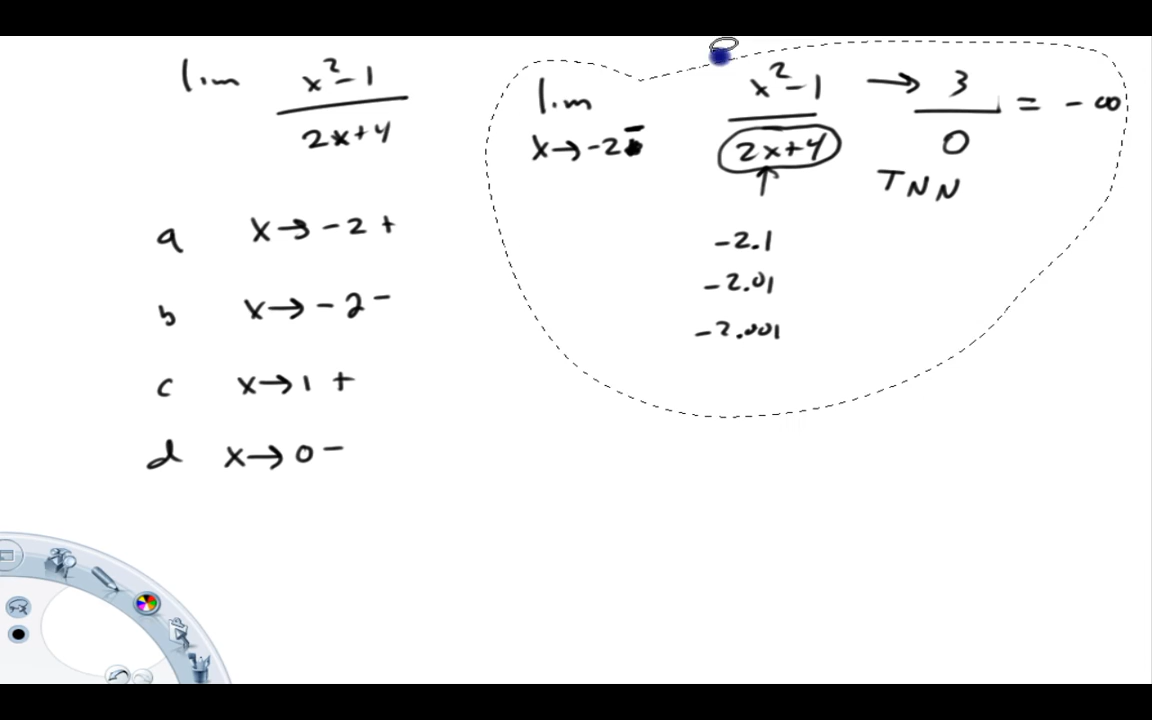 lim x²-1 / 2x+4
a x→-2+
b x→-2-
c x→1+
d x→0-
lim x→-2- x²-1 / 2x+4 → 3 / 0 = -∞
↑ TNN
-2.1
-2.01
-2.001